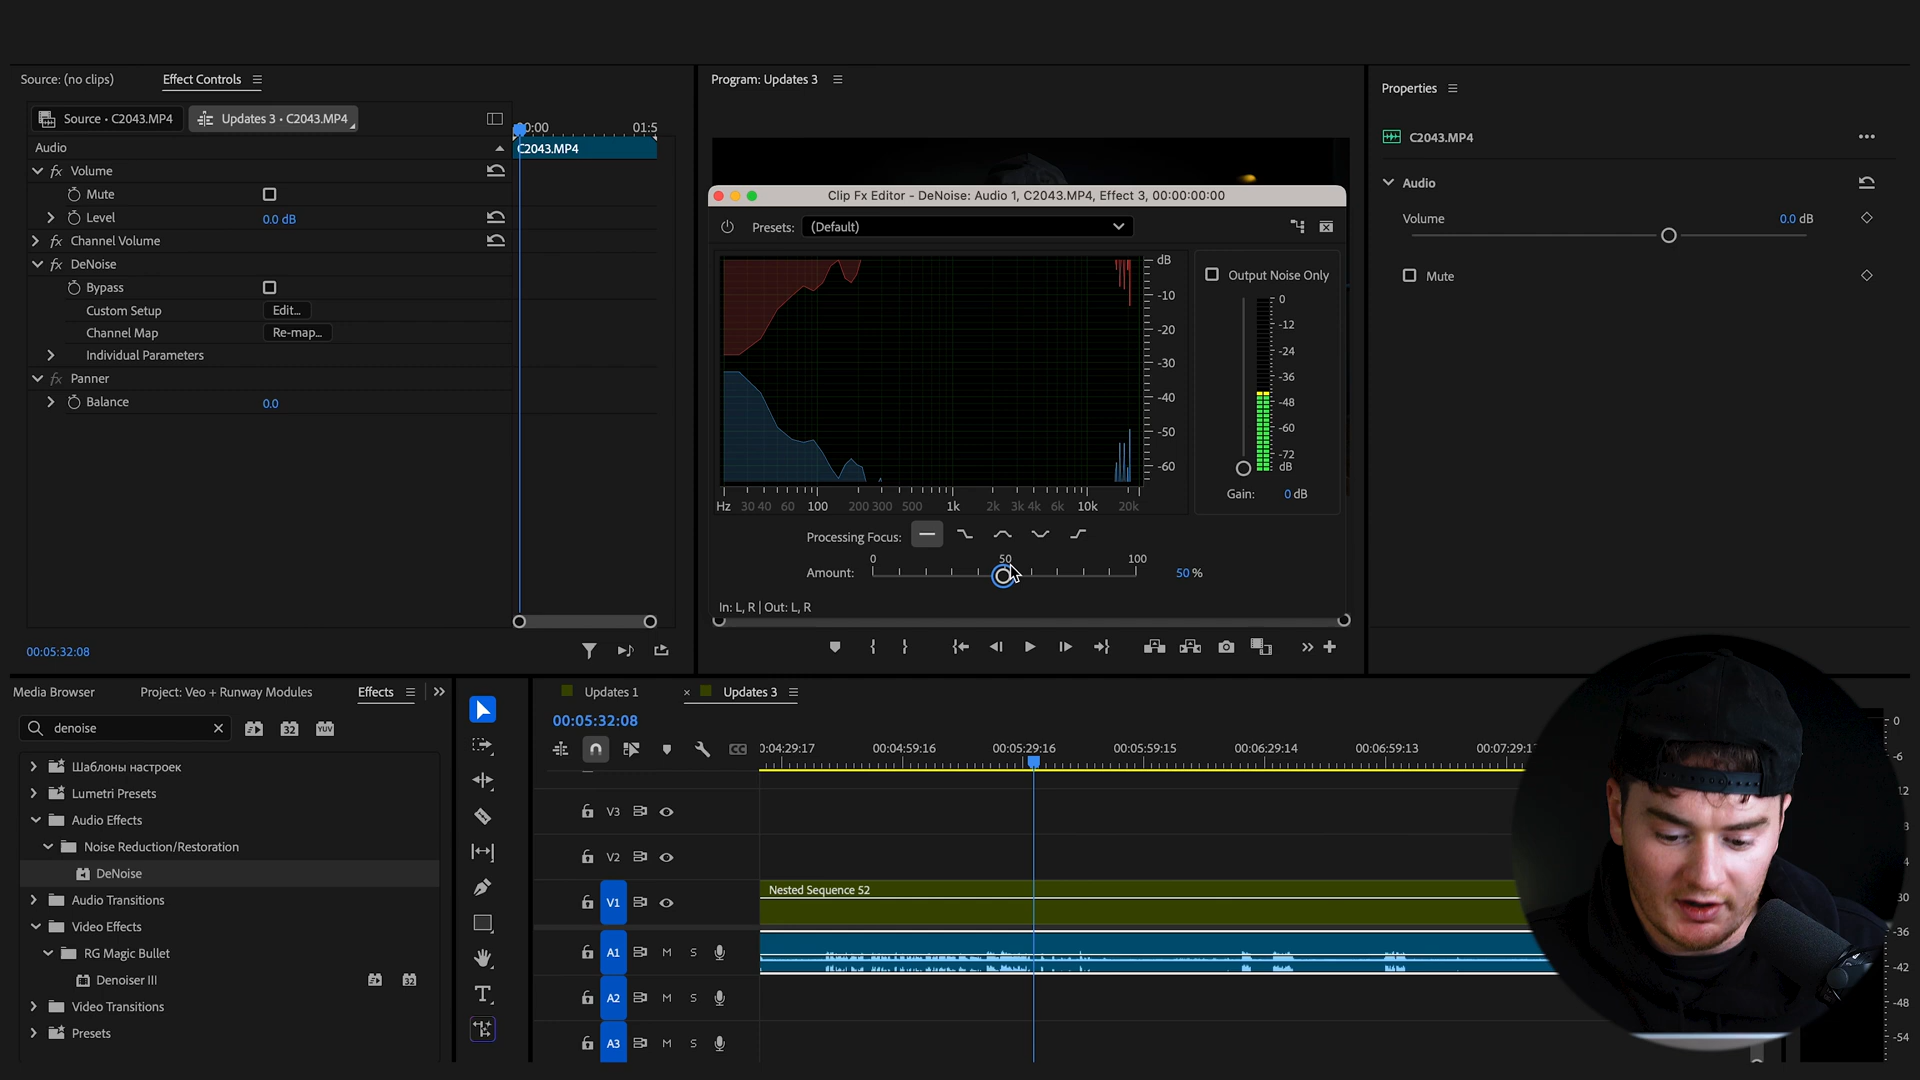 Source: (no clips)
Effect Controls
Source • C2043.MP4
Updates 3 • C2043.MP4
:00:00
01:5
Audio
C2043.MP4
fx Volume
Mute
Level
0.0 dB
fx Channel Volume
fx DeNoise
Bypass
Custom Setup
Edit...
Channel Map
Re-map...
Individual Parameters
fx Panner
Balance
0.0
00:05:32:08
Program: Updates 3
Clip Fx Editor - DeNoise: Audio 1, C2043.MP4, Effect 3, 00:00:00:00
Presets:
(Default)
dB
-10
-20
-30
-40
-50
-60
Hz 30 40 60 100 200 300 500 1k 2k 3k 4k 6k 10k 20k
Output Noise Only
0
-12
-24
-36
-48
-60
-72
dB
Gain: 0 dB
Processing Focus:
0 50 100
Amount:
50 %
In: L, R | Out: L, R
Properties
C2043.MP4
Audio
Volume
0.0 dB
Mute
Media Browser
Project: Veo + Runway Modules
Effects
denoise
32
YUV
Шаблоны настроек
Lumetri Presets
Audio Effects
Noise Reduction/Restoration
DeNoise
Audio Transitions
Video Effects
RG Magic Bullet
Denoiser III
32
Video Transitions
Presets
T
Updates 1
Updates 3
00:05:32:08
CC
0:04:29:17
00:04:59:16
00:05:29:16
00:05:59:15
00:06:29:14
00:06:59:13
00:07:29:1
V3
V2
V1
Nested Sequence 52
A1 M S
A2 M S
A3 M S
0
-6
12
-36
-42
-48
-54